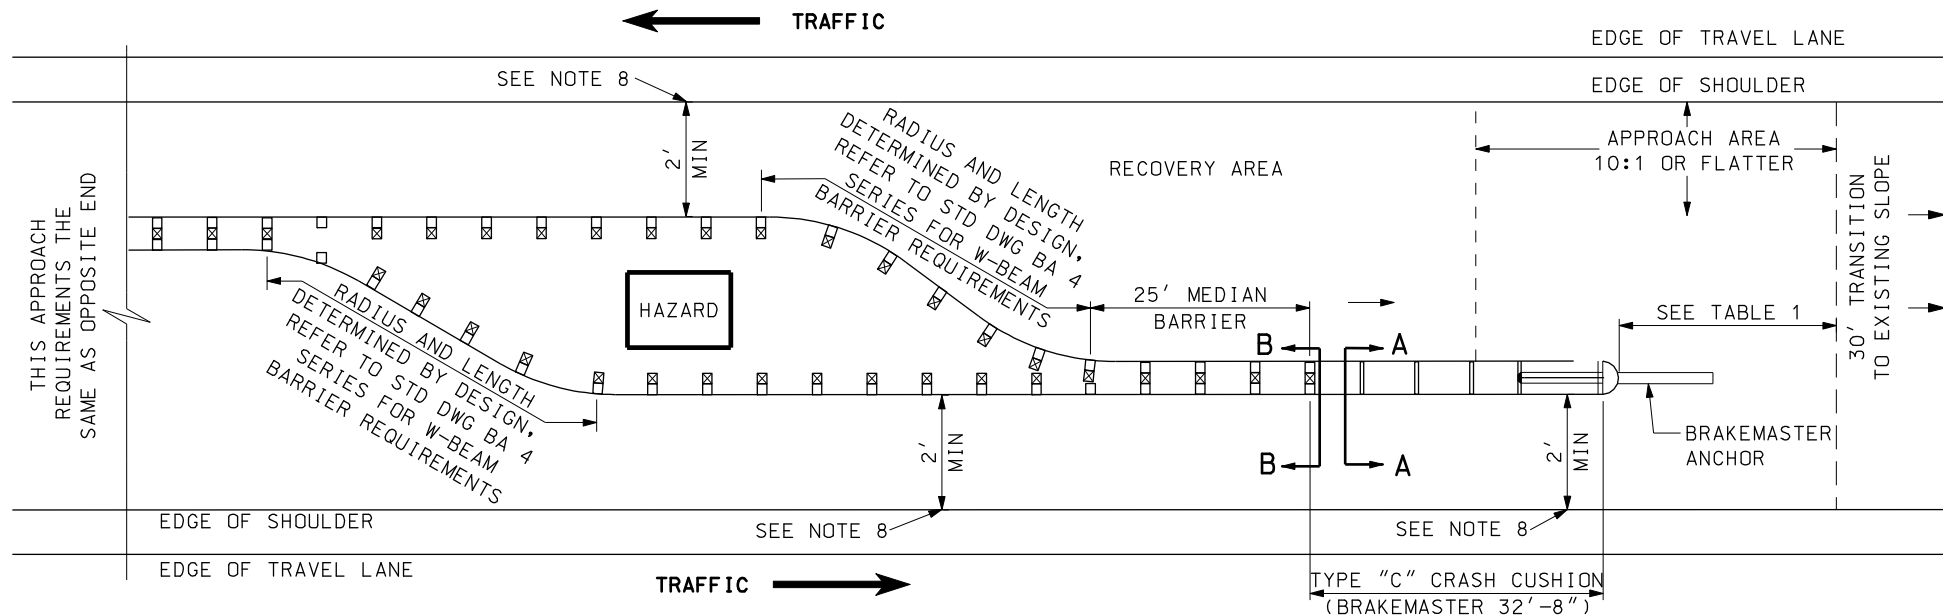 TRAFFIC
EDGE OF TRAVEL LANE
SEE NOTE 8
EDGE OF SHOULDER
2' MIN
RADIUS AND LENGTH
DETERMINED BY DESIGN,
REFER TO STD DWG BA 4
SERIES FOR W-BEAM
BARRIER REQUIREMENTS
RECOVERY AREA
APPROACH AREA
10:1 OR FLATTER
30' TRANSITION
TO EXISTING SLOPE
THIS APPROACH
REQUIREMENTS THE
SAME AS OPPOSITE END
HAZARD
25' MEDIAN
BARRIER
SEE TABLE 1
B
A
RADIUS AND LENGTH
DETERMINED BY DESIGN,
REFER TO STD DWG BA 4
SERIES FOR W-BEAM
BARRIER REQUIREMENTS
2' MIN
B
A
2' MIN
BRAKEMASTER
ANCHOR
EDGE OF SHOULDER
SEE NOTE 8
SEE NOTE 8
EDGE OF TRAVEL LANE
TRAFFIC
TYPE "C" CRASH CUSHION
(BRAKEMASTER 32'-8")